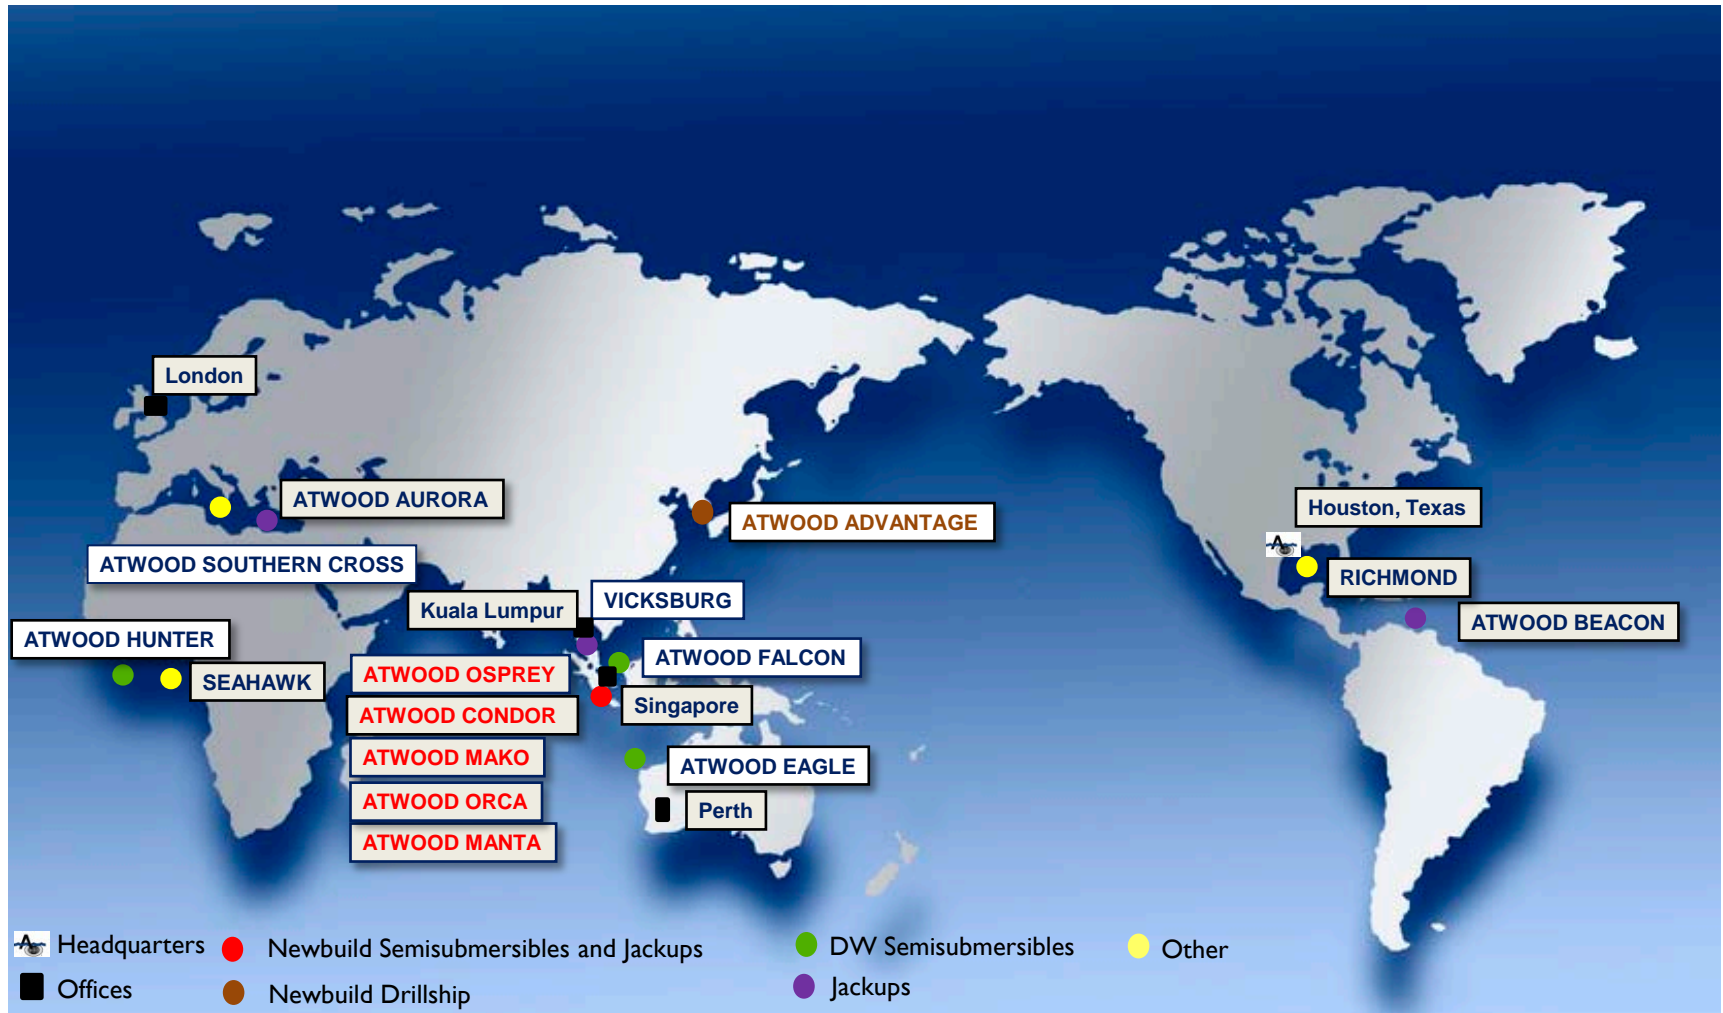 London
ATWOOD AURORA
ATWOOD ADVANTAGE
Houston, Texas
A
ATWOOD SOUTHERN CROSS
RICHMOND
Kuala Lumpur
VICKSBURG
ATWOOD BEACON
ATWOOD HUNTER
ATWOOD FALCON
SEAHAWK
ATWOOD OSPREY
Singapore
ATWOOD CONDOR
ATWOOD MAKO
ATWOOD EAGLE
ATWOOD ORCA
Perth
ATWOOD MANTA
A
Headquarters
Newbuild Semisubmersibles and Jackups
DW Semisubmersibles
Other
Offices
Newbuild Drillship
Jackups